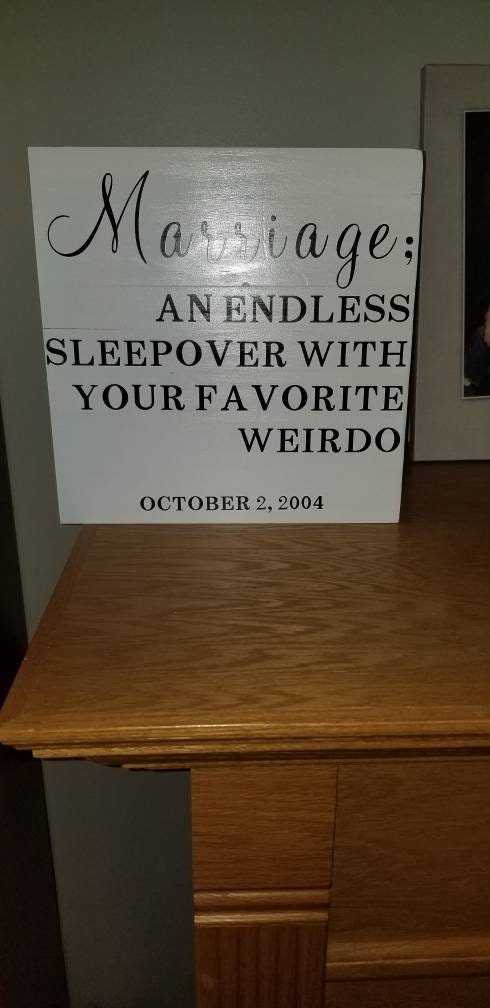 Marriage;
AN ENDLESS
SLEEPOVER WITH
YOUR FAVORITE
WEIRDO
OCTOBER 2, 2004